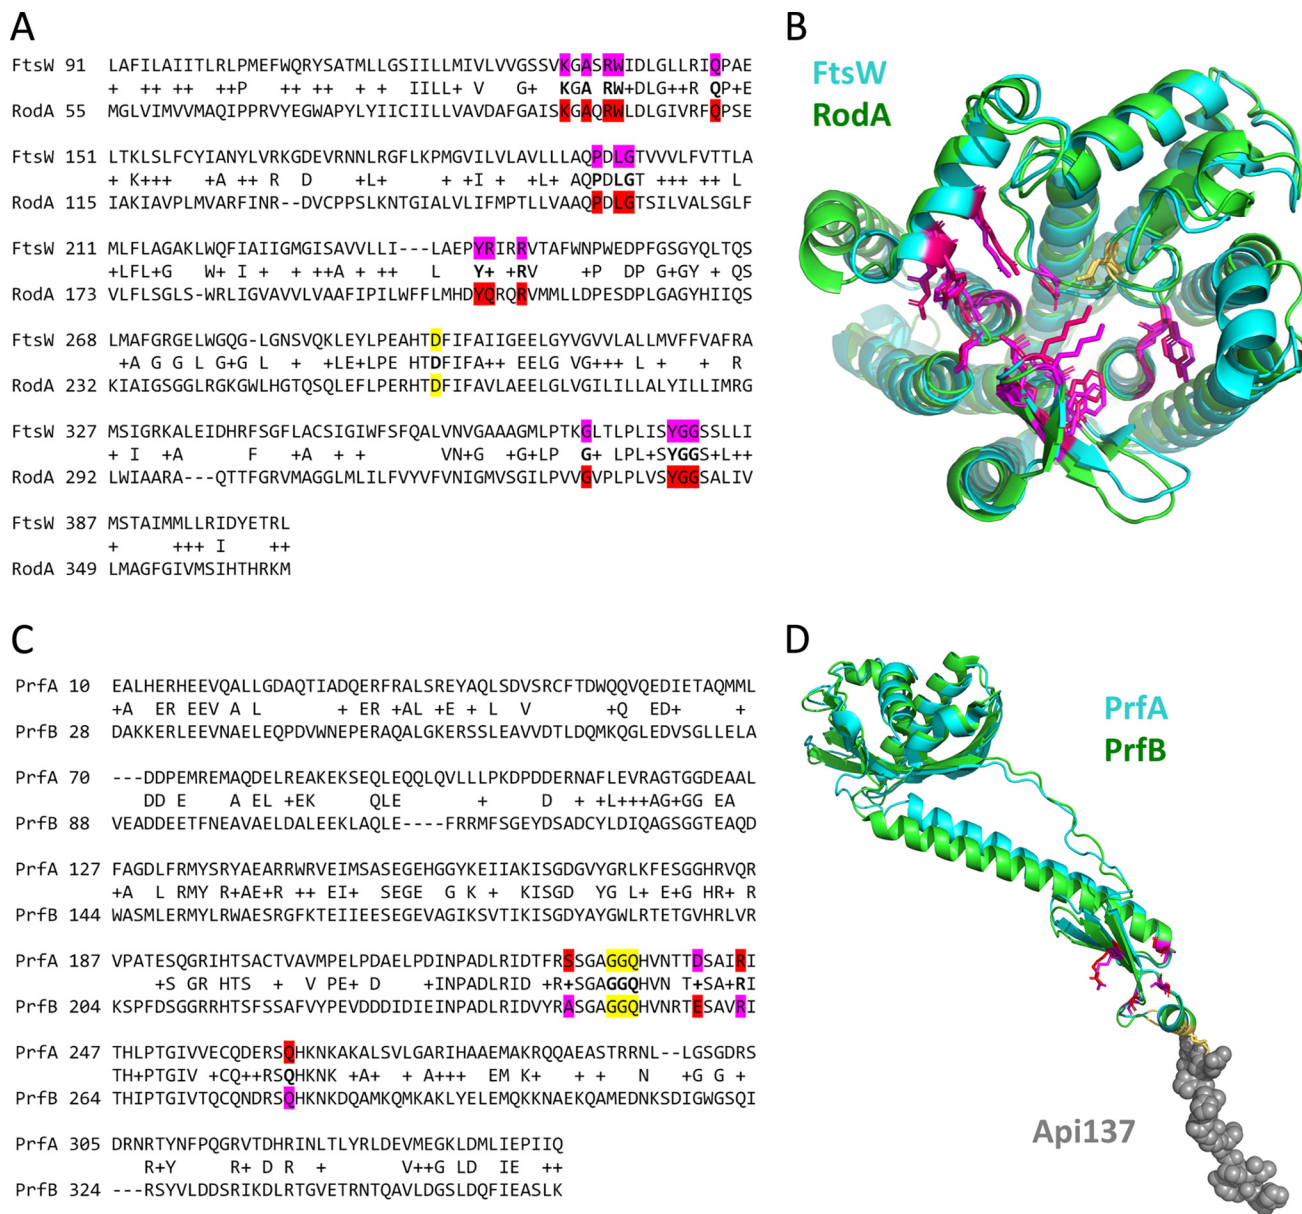 A
FtsW 91 LAFILAIITLRLPMEFWQRYSATMLLGSIILLMIVLVVGSSVKGASRWIDLGLLRIQPAE
+ ++ ++ ++P ++ ++ + + IILL+ V G+ KGA RW+DLG++R QP+E
RodA 55 MGLVIMVVMAQIPPRVYEGWAPYLYIICIILLVAVDAFGAISKGAQRWLDLGIVRFQPSE
FtsW 151 LTKLSLFCYIANYLVRKGDEVRNNLRGFLKPMGVILVLAVLLLAQPDLGTVVVLFVTTLA
+ K+++ +A ++ R D +L+ + +I + +L+ AQPDLGT +++ ++ L
RodA 115 IAKIAVPLMVARFINR--DVCPPSLKNTGIALVLIFMPTLLVAAQPDLGTSILVALSGLF
FtsW 211 MLFLAGAKLWQFIAIIGMGISAVVLLI---LAEPYRIRRVTAFWNPWEDPFGSGYQLTQS
+LFL+G W+ I + + ++A + ++ L Y+ +RV +P DP G+GY + QS
RodA 173 VLFLSGLS-WRLIGVAVVLVAAFIPILWFFLMHDYQRQRVMMLLDPESDPLGAGYHIIQS
FtsW 268 LMAFGRGELWGQG-LGNSVQKLEYLPEAHTDFIFAIIGEELGYVGVVLALLMVFFVAFRA
+A G G L G+G L + +LE+LPE HTDFIFA++ EELG VG+++ L + + R
RodA 232 KIAIGSGGLRGKGWLHGTQSQLEFLPERHTDFIFAVLAEELGLVGILILLALYILLIMRG
FtsW 327 MSIGRKALEIDHRFSGFLACSIGIWFSFQALVNVGAAAGMLPTKGLTLPLISYGGSSLLI
+ I +A F +A + + VN+G +G+LP G+ LPL+SYGGS+L++
RodA 292 LWIAARA---QTTFGRVMAGGLMLILFVYVFVNIGMVSGILPVVGVPLPLVSYGGSALIV
FtsW 387 MSTAIMMLLRIDYETRL
+ +++ I ++
RodA 349 LMAGFGIVMSIHTHRKM
B
FtsW
RodA
C
PrfA 10 EALHERHEEVQALLGDAQTIADQERFRALSREYAQLSDVSRCFTDWQQVQEDIETAQMML
+A ER EEV A L + ER +AL +E + L V +Q ED+ +
PrfB 28 DAKKERLEEVNAELEQPDVWNEPERAQALGKERSSLEAVVDTLDQMKQGLEDVSGLLELA
PrfA 70 ---DDPEMREMAQDELREAKEKSEQLEQQLQVLLLPKDPDDERNAFLEVRAGTGGDEAAL
DD E A EL +EK QLE + D + +L+++AG+GG EA
PrfB 88 VEADDEETFNEAVAELDALEEKLAQLE----FRRMFSGEYDSADCYLDIQAGSGGTEAQD
PrfA 127 FAGDLFRMYSRYAEARRWRVEIMSASEGEHGGYKEIIAKISGDGVYGRLKFESGGHRVQR
+A L RMY R+AE+R ++ EI+ SEGE G K + KISGD YG L+ E+G HR+ R
PrfB 144 WASMLERMYLRWAESRGFKTEIIEESEGEVAGIKSVTIKISGDYAYGWLRTETGVHRLVR
PrfA 187 VPATESQGRIHTSACTVAVMPELPDAELPDINPADLRIDTFRSSGAGGQHVNTTDSAIRI
+S GR HTS + V PE+ D +INPADLRID +R+SGAGGQHVN T+SA+RI
PrfB 204 KSPFDSGGRRHTSFSSAFVYPEVDDDIDIEINPADLRIDVYRASGAGGQHVNRTESAVRI
PrfA 247 THLPTGIVVECQDERSQHKNKAKALSVLGARIHAAEMAKRQQAEASTRRNL--LGSGDRS
TH+PTGIV +CQ++RSQHKNK +A+ + A+++ EM K+ + + N +G G +
PrfB 264 THIPTGIVTQCQNDRSQHKNKDQAMKQMKAKLYELEMQKKNAEKQAMEDNKSDIGWGSQI
PrfA 305 DRNRTYNFPQGRVTDHRINLTLYRLDEVMEGKLDMLIEPIIQ
R+Y R+ D R + V++G LD IE ++
PrfB 324 ---RSYVLDDSRIKDLRTGVETRNTQAVLDGSLDQFIEASLK
D
PrfA
PrfB
Api137